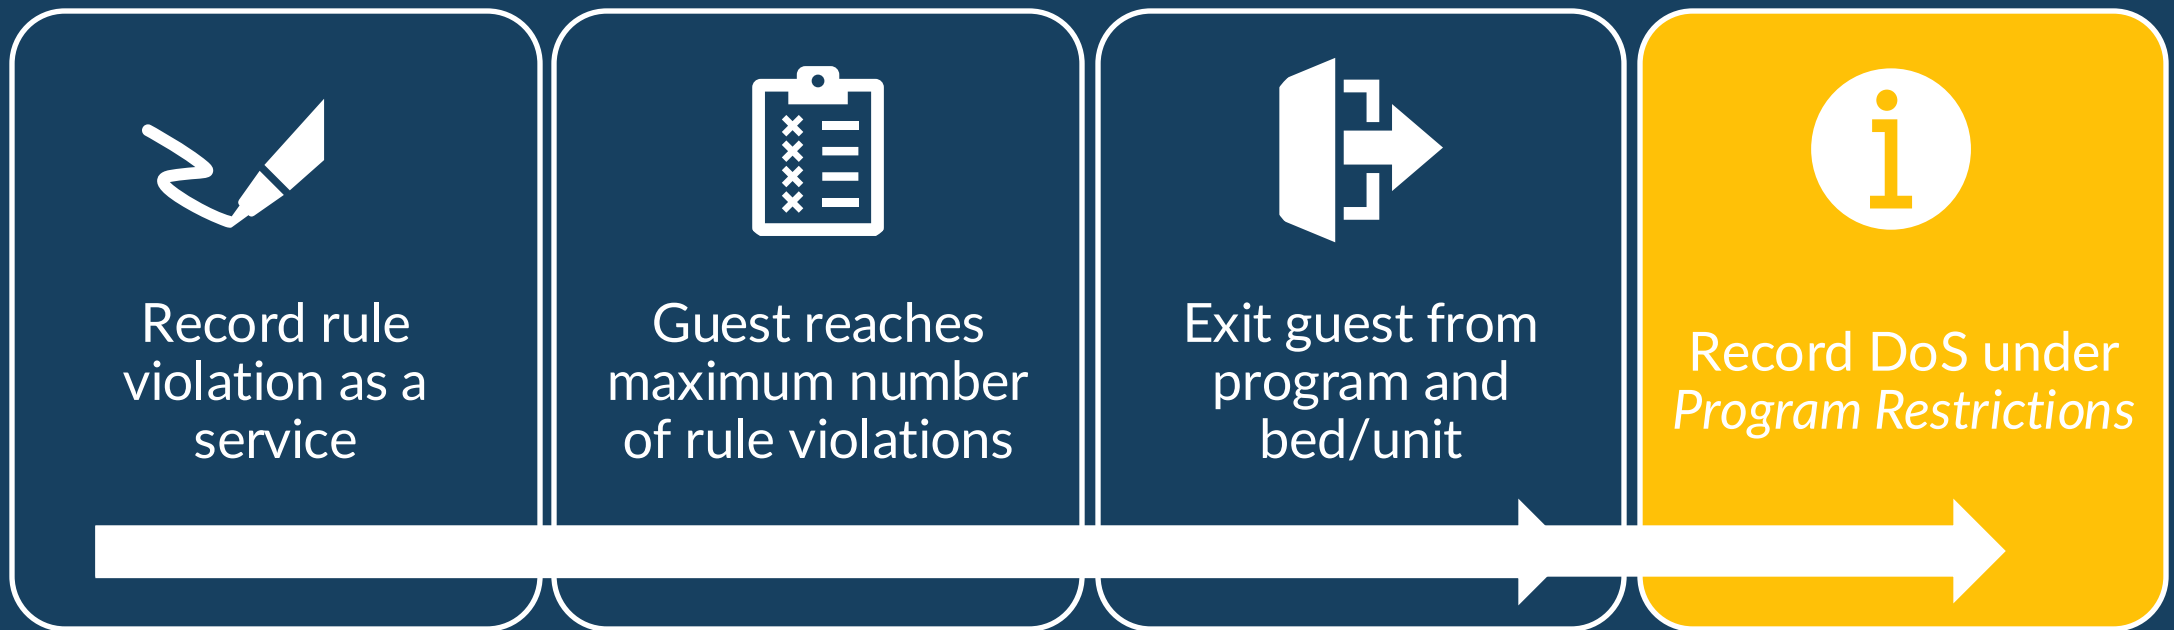 Record rule
violation as a
service
Guest reaches
maximum number
of rule violations
Exit guest from
program and
bed/unit
Record DoS under
Program Restrictions